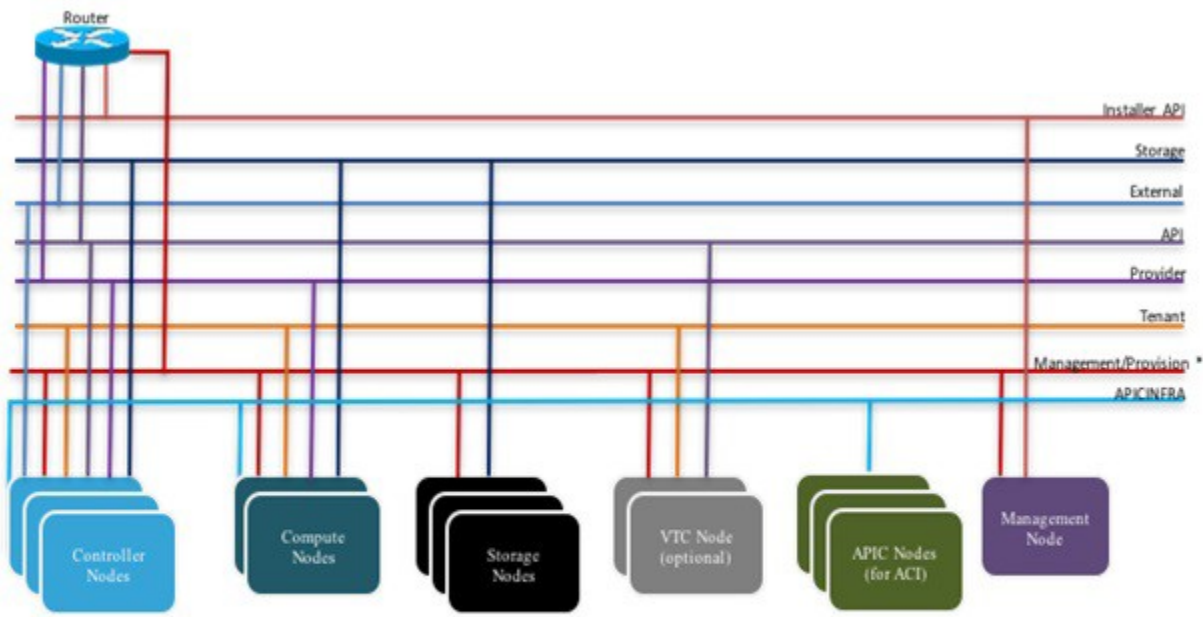 Router
Installer API
Storage
External
API
Provider
Tenant
Management/Provision *
APICINFRA
Controller
Nodes
Compute
Nodes
Storage
Nodes
VTC Node
(optional)
APIC Nodes
(for ACI)
Management
Node